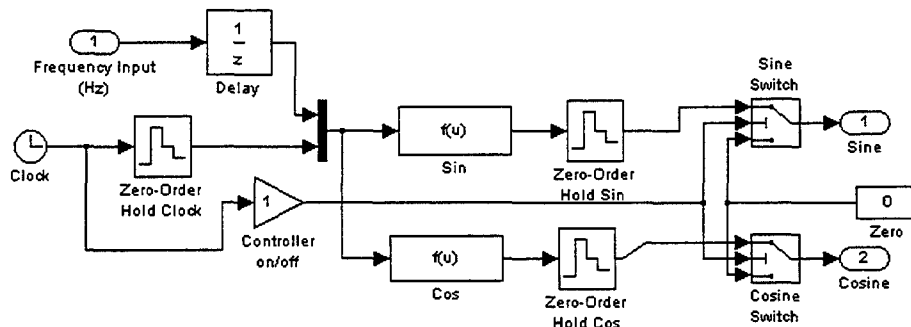 1
Frequency Input
(Hz)
1
z
Delay
Clock
Zero-Order
Hold Clock
1
Controller
on/off
f(u)
Sin
Zero-Order
Hold Sin
f(u)
Cos
Zero-Order
Hold Cos
Sine
Switch
1
Sine
0
Zero
2
Cosine
Cosine
Switch